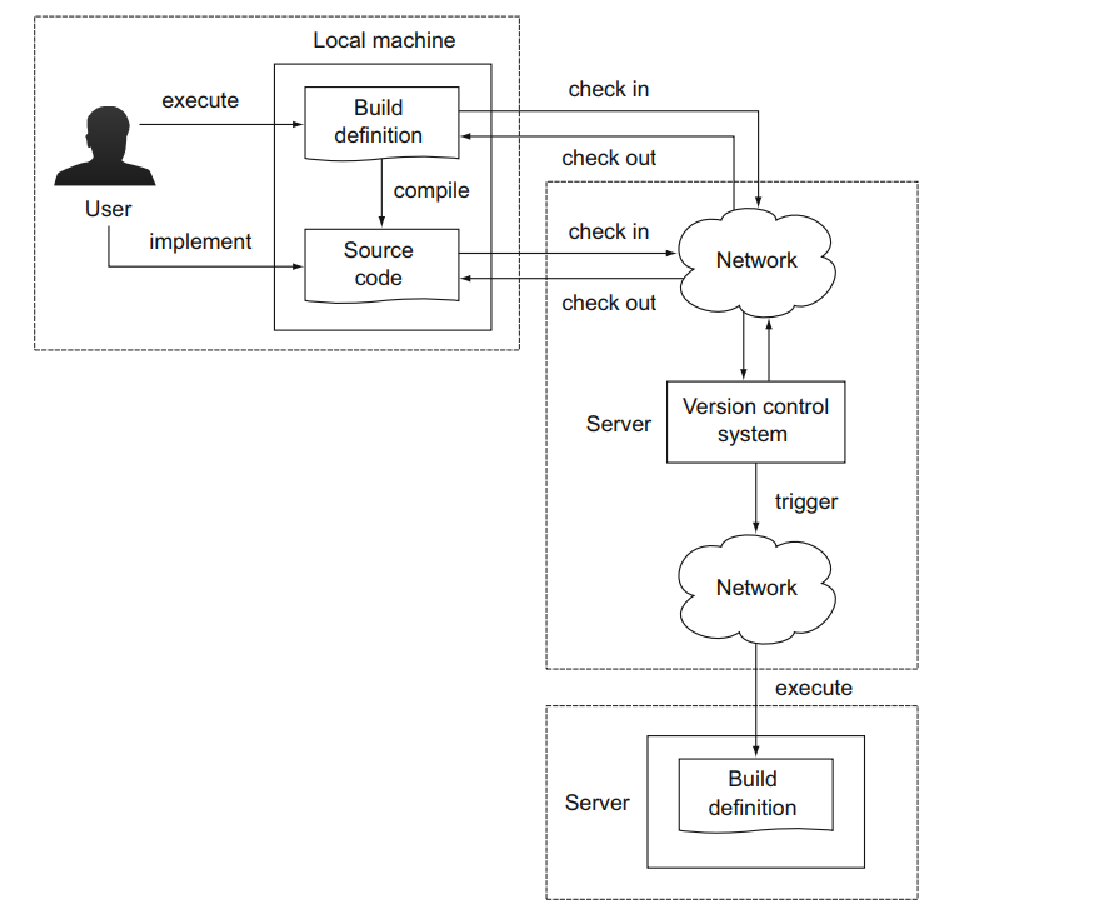 Local machine
execute
Build
definition
check in
check out
compile
User
implement
Source
code
check in
check out
Network
Server
Version control
system
trigger
Network
execute
Server
Build
definition